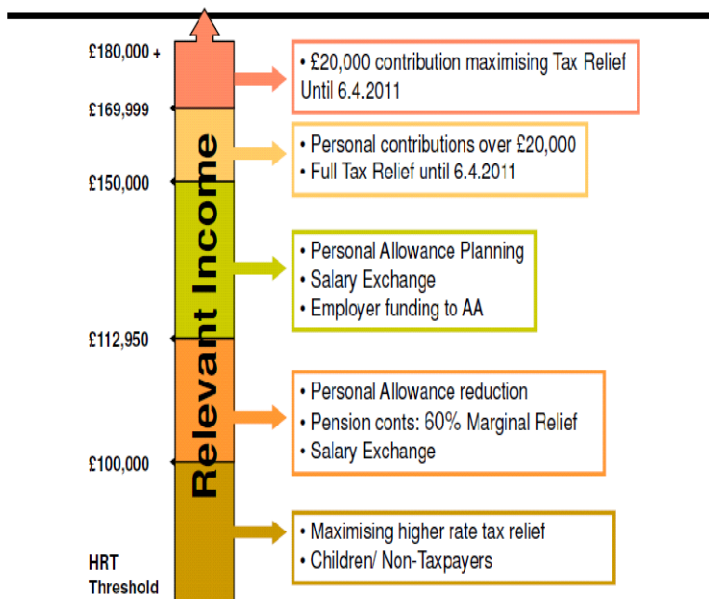 £180,000 +
• £20,000 contribution maximising Tax Relief
Until 6.4.2011
£169,999
• Personal contributions over £20,000
• Full Tax Relief until 6.4.2011
£150,000
• Personal Allowance Planning
• Salary Exchange
• Employer funding to AA
£112,950
• Personal Allowance reduction
• Pension conts: 60% Marginal Relief
• Salary Exchange
£100,000
• Maximising higher rate tax relief
• Children/ Non-Taxpayers
HRT
Threshold
Relevant Income